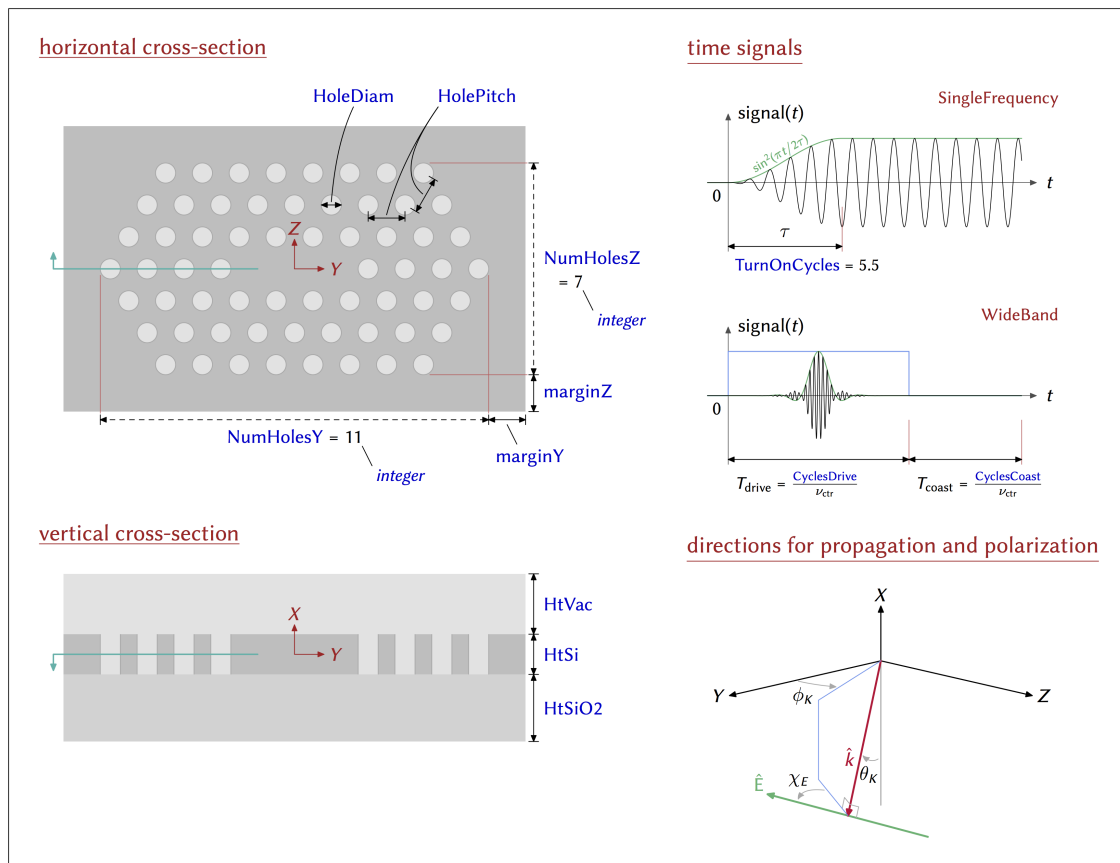 horizontal cross-section
HoleDiam
HolePitch
Z
Y
NumHolesZ
= 7
integer
marginZ
NumHolesY = 11
integer
marginY
vertical cross-section
X
Y
HtVac
HtSi
HtSiO2
time signals
SingleFrequency
signal(t)
sin²(πt/2τ)
0
t
τ
TurnOnCycles = 5.5
WideBand
signal(t)
0
t
T_drive = CyclesDrive/ν_ctr
T_coast = CyclesCoast/ν_ctr
directions for propagation and polarization
X
Y
ϕ_K
Z
k̂
θ_K
χ_E
Ê